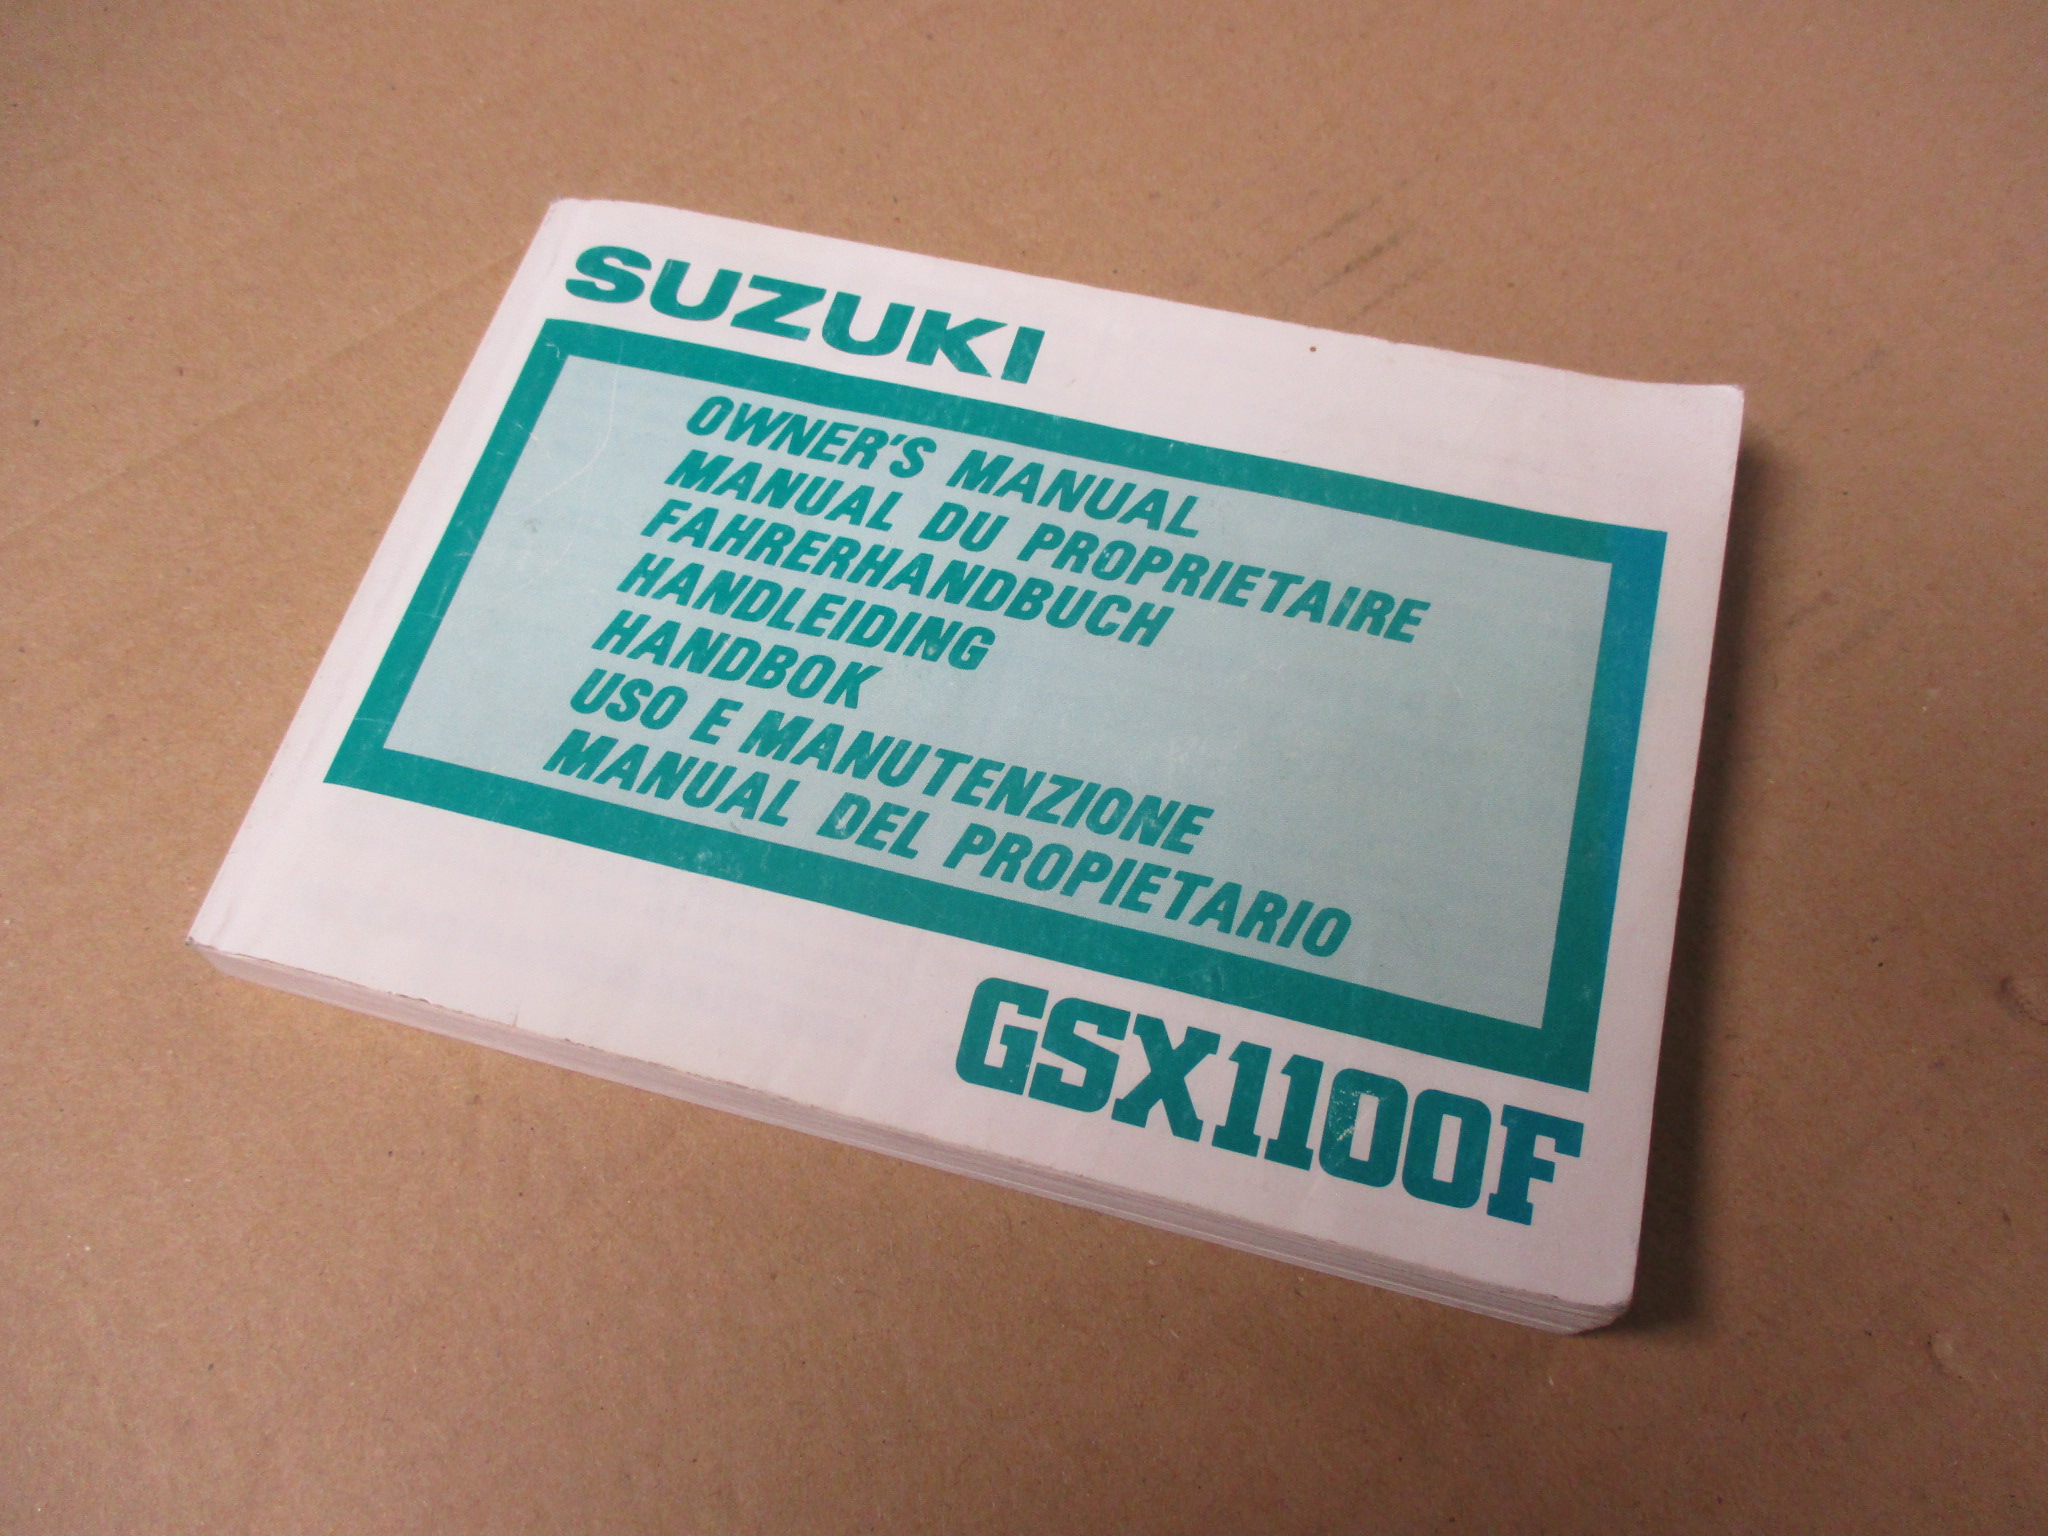 SUZUKI
OWNER'S MANUAL
MANUAL DU PROPRIETAIRE
FAHRERHANDBUCH
HANDLEIDING
HANDBOK
USO E MANUTENZIONE
MANUAL DEL PROPIETARIO
GSX1100F